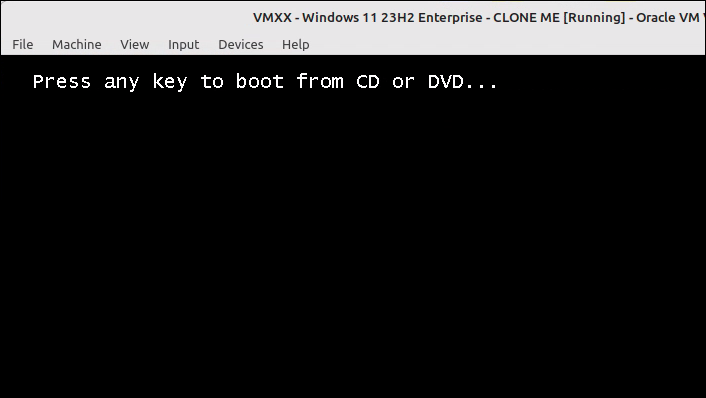 VMXX - Windows 11 23H2 Enterprise - CLONE ME [Running] - Oracle VM
File Machine View Input Devices Help
Press any key to boot from CD or DVD...